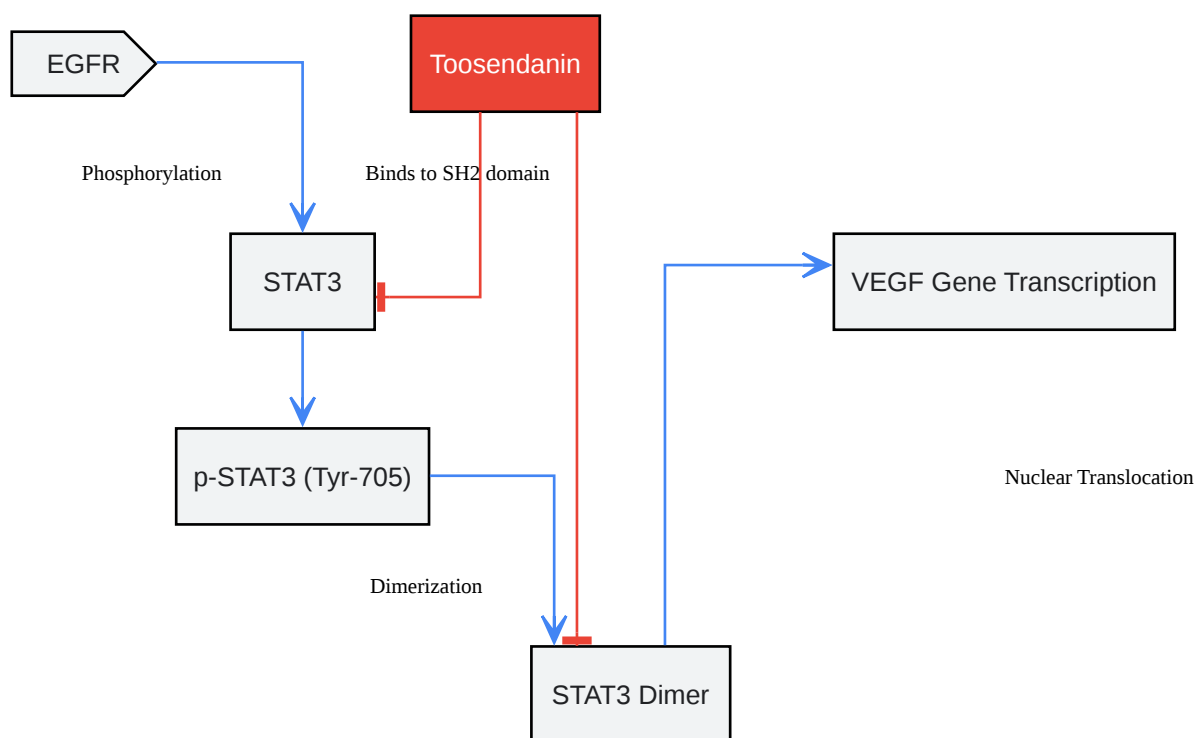 EGFR
Toosendanin
Phosphorylation
Binds to SH2 domain
STAT3
VEGF Gene Transcription
p-STAT3 (Tyr-705)
Nuclear Translocation
Dimerization
STAT3 Dimer